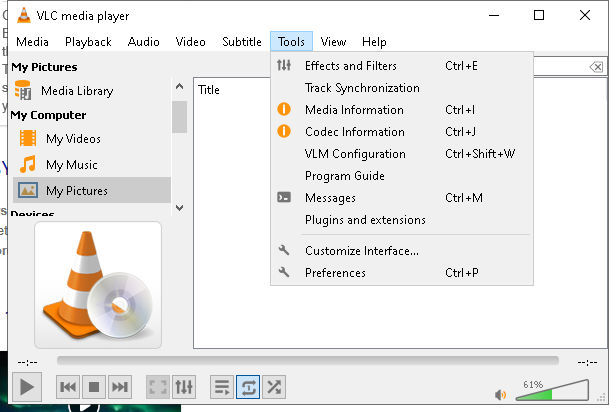 VLC media player
Media Playback Audio Video Subtitle Tools View Help
My Pictures
Media Library
My Computer
My Videos
My Music
My Pictures
Devices
Title
Effects and Filters Ctrl+E
Track Synchronization
Media Information Ctrl+I
Codec Information Ctrl+J
VLM Configuration Ctrl+Shift+W
Program Guide
Messages Ctrl+M
Plugins and extensions
Customize Interface...
Preferences Ctrl+P
--:-- --:--
61%